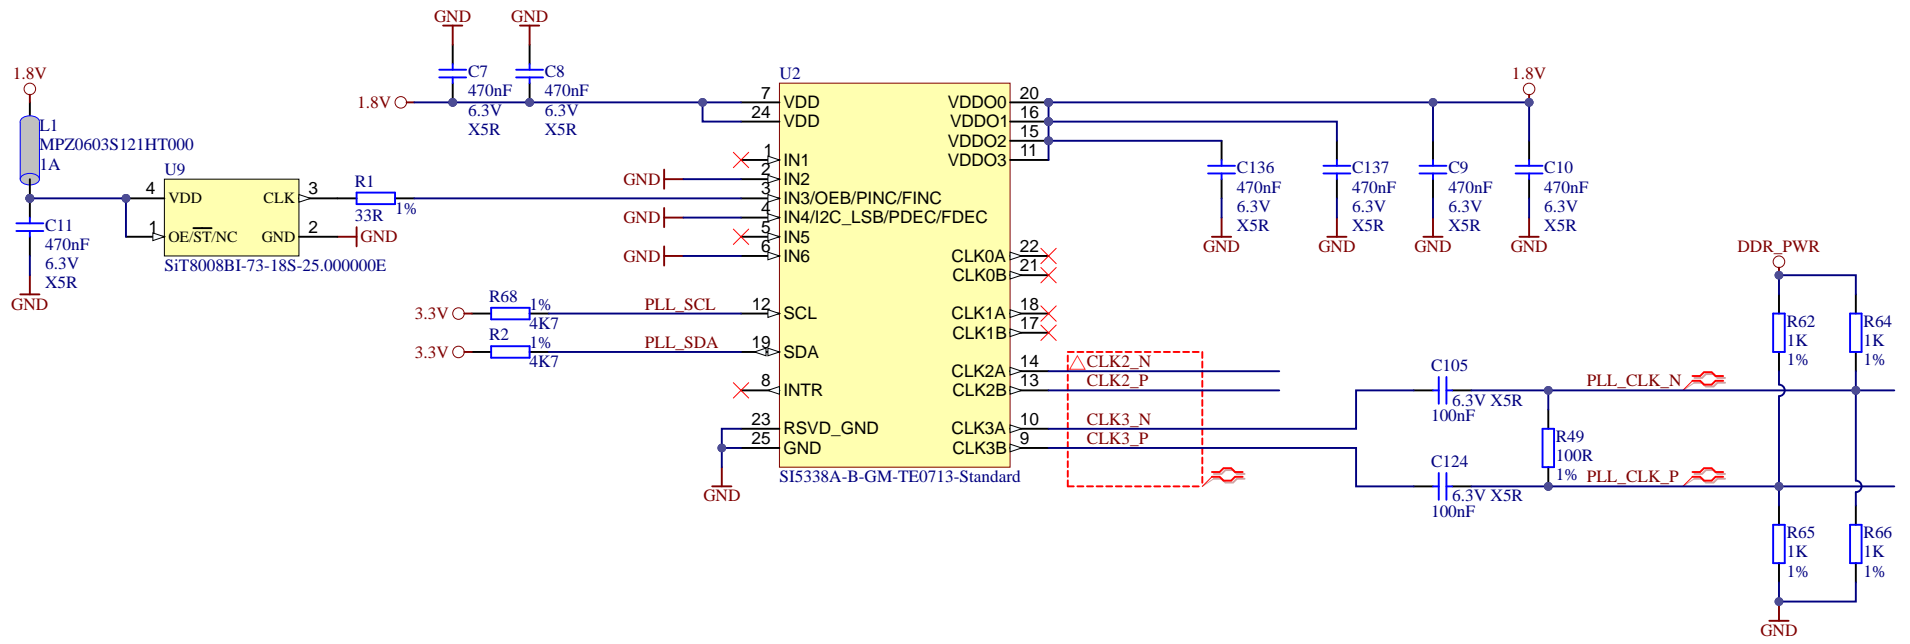 GND
GND
1.8V
L1
MPZ0603S121HT000
1A
C11
470nF
6.3V
X5R
GND
U9
4
VDD
CLK
3
1
OE/ST/NC
GND
2
GND
SiT8008BI-73-18S-25.000000E
R1
33R
1%
1.8V
C7
470nF
6.3V
X5R
C8
470nF
6.3V
X5R
GND
GND
GND
3.3V
R68
1%
4K7
PLL_SCL
3.3V
R2
1%
4K7
PLL_SDA
GND
U2
7 VDD
24 VDD
1 IN1
2 IN2
3 IN3/OEB/PINC/FINC
4 IN4/I2C_LSB/PDEC/FDEC
5 IN5
6 IN6
12 SCL
19 SDA
8 INTR
23 RSVD_GND
25 GND
VDDO0 20
VDDO1 16
VDDO2 15
VDDO3 11
CLK0A 22
CLK0B 21
CLK1A 18
CLK1B 17
CLK2A 14
CLK2B 13
CLK3A 10
CLK3B 9
SI5338A-B-GM-TE0713-Standard
CLK2_N
CLK2_P
CLK3_N
CLK3_P
1.8V
C136
470nF
6.3V
X5R
GND
C137
470nF
6.3V
X5R
GND
C9
470nF
6.3V
X5R
GND
C10
470nF
6.3V
X5R
GND
C105
6.3V X5R
100nF
C124
6.3V X5R
100nF
R49
100R
1%
PLL_CLK_N
PLL_CLK_P
DDR_PWR
R62
1K
1%
R64
1K
1%
R65
1K
1%
R66
1K
1%
GND